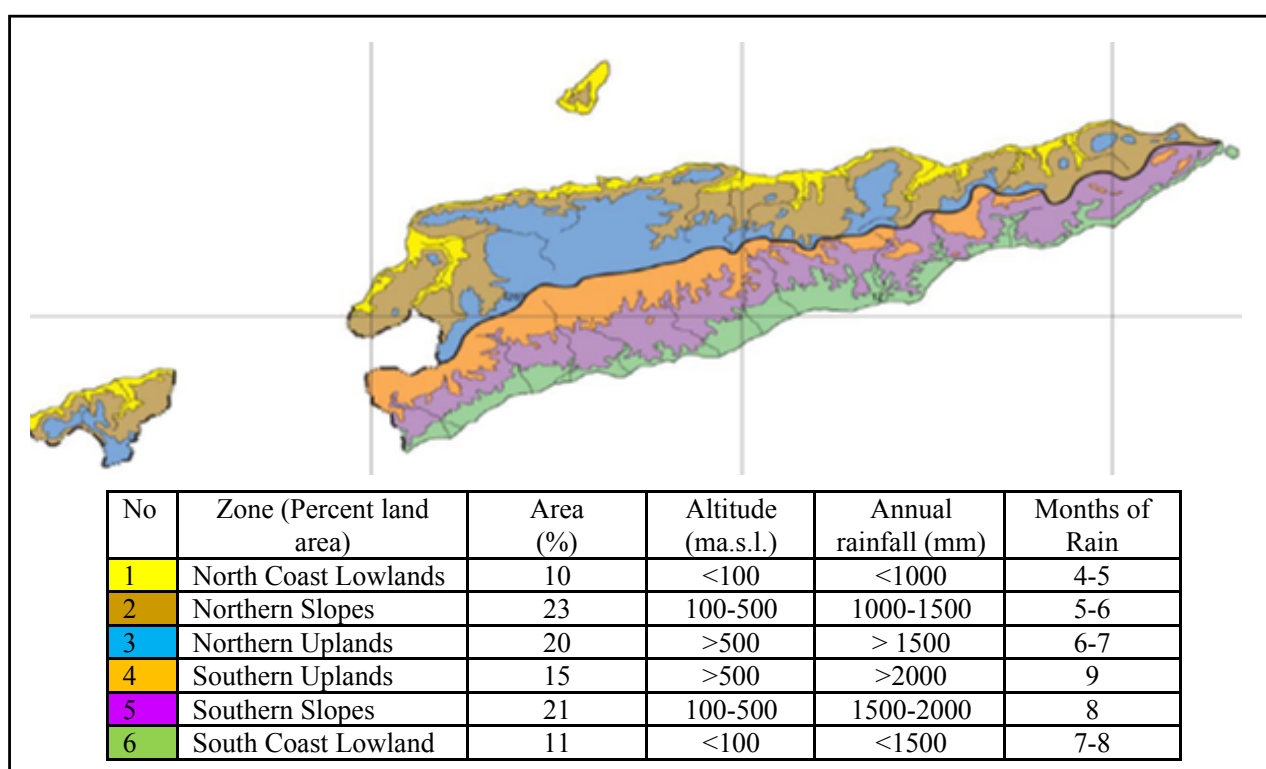 No Zone (Percent land area) Area (%) Altitude (ma.s.l.) Annual rainfall (mm) Months of Rain
1 North Coast Lowlands 10 <100 <1000 4-5
2 Northern Slopes 23 100-500 1000-1500 5-6
3 Northern Uplands 20 >500 > 1500 6-7
4 Southern Uplands 15 >500 >2000 9
5 Southern Slopes 21 100-500 1500-2000 8
6 South Coast Lowland 11 <100 <1500 7-8